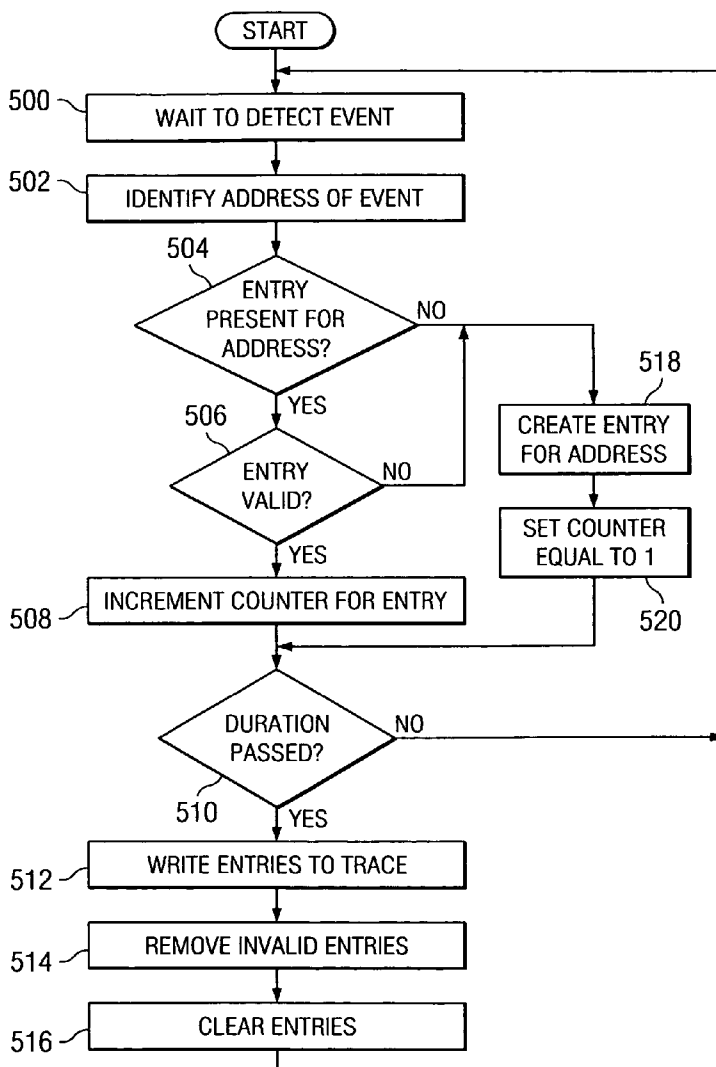 START
500
WAIT TO DETECT EVENT
502
IDENTIFY ADDRESS OF EVENT
504
ENTRY
PRESENT FOR
ADDRESS?
NO
YES
518
CREATE ENTRY
FOR ADDRESS
506
ENTRY
VALID?
NO
YES
SET COUNTER
EQUAL TO 1
520
508
INCREMENT COUNTER FOR ENTRY
DURATION
PASSED?
NO
510
YES
512
WRITE ENTRIES TO TRACE
514
REMOVE INVALID ENTRIES
516
CLEAR ENTRIES